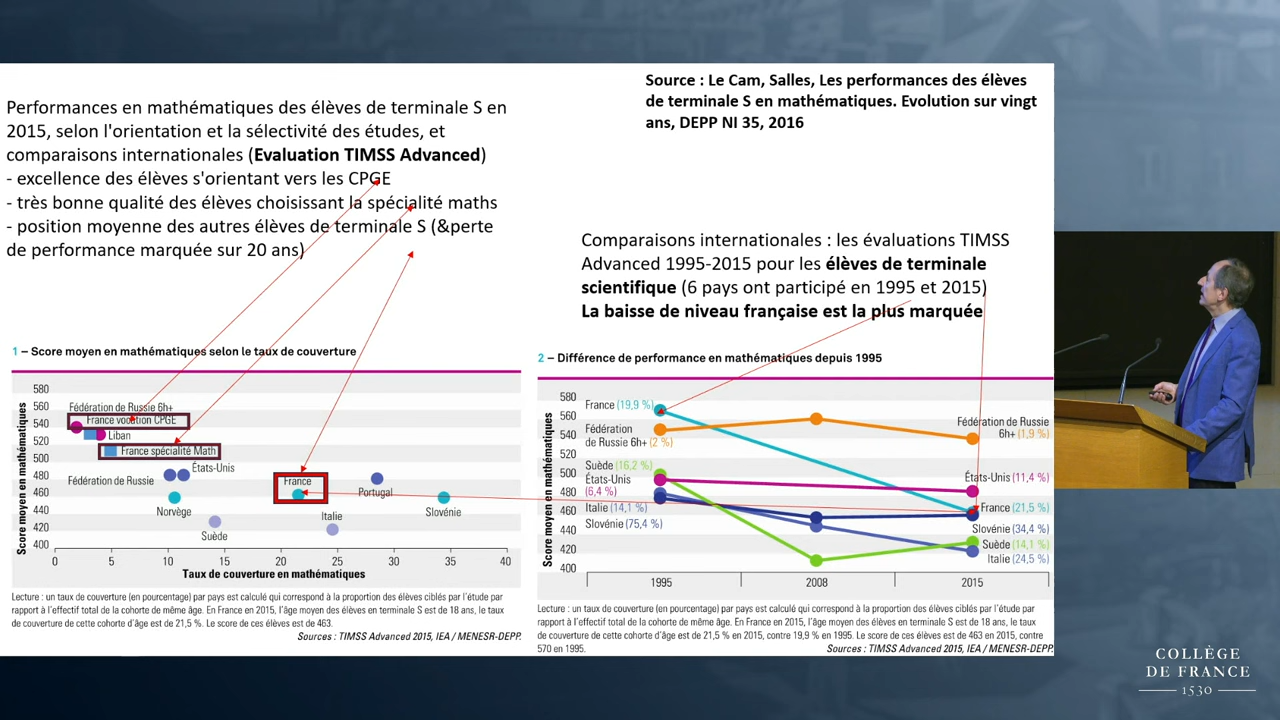 Performances en mathématiques des élèves de terminale S en
2015, selon l'orientation et la sélectivité des études, et
comparaisons internationales (Evaluation TIMSS Advanced)
- excellence des élèves s'orientant vers les CPGE
- très bonne qualité des élèves choisissant la spécialité maths
- position moyenne des autres élèves de terminale S (&perte
de performance marquée sur 20 ans)
Source : Le Cam, Salles, Les performances des élèves
de terminale S en mathématiques. Evolution sur vingt
ans, DEPP NI 35, 2016
Comparaisons internationales : les évaluations TIMSS
Advanced 1995-2015 pour les élèves de terminale
scientifique (6 pays ont participé en 1995 et 2015)
La baisse de niveau française est la plus marquée
1 – Score moyen en mathématiques selon le taux de couverture
Score moyen en mathématiques
580
560
540
520
500
480
460
440
420
400
Fédération de Russie 6h+
France vocation CPGE
Liban
France spécialité Math
États-Unis
Fédération de Russie
France
Portugal
Norvège
Slovénie
Italie
Suède
0 5 10 15 20 25 30 35 40
Taux de couverture en mathématiques
Lecture : un taux de couverture (en pourcentage) par pays est calculé qui correspond à la proportion des élèves ciblés par l'étude par
rapport à l'effectif total de la cohorte de même âge. En France en 2015, l'âge moyen des élèves en terminale S est de 18 ans, le taux
de couverture de cette cohorte d'âge est de 21,5 %. Le score de ces élèves est de 463.
Sources : TIMSS Advanced 2015, IEA / MENESR-DEPP.
2 – Différence de performance en mathématiques depuis 1995
Score moyen en mathématiques
580
560
540
520
500
480
460
440
420
400
France (19,9 %)
Fédération
de Russie 6h+ (2 %)
Suède (16,2 %)
États-Unis
(6,4 %)
Italie (14,1 %)
Slovénie (75,4 %)
Fédération de Russie
6h+ (1,9 %)
États-Unis (11,4 %)
France (21,5 %)
Slovénie (34,4 %)
Suède (14,1 %)
Italie (24,5 %)
1995 2008 2015
Lecture : un taux de couverture (en pourcentage) par pays est calculé qui correspond à la proportion des élèves ciblés par l'étude par
rapport à l'effectif total de la cohorte de même âge. En France en 2015, l'âge moyen des élèves en terminale S est de 18 ans, le taux
de couverture de cette cohorte d'âge est de 21,5 % en 2015, contre 19,9 % en 1995. Le score de ces élèves est de 463 en 2015, contre
570 en 1995.
Sources : TIMSS Advanced 2015, IEA / MENESR-DEPP.
COLLÈGE
DE FRANCE
1530